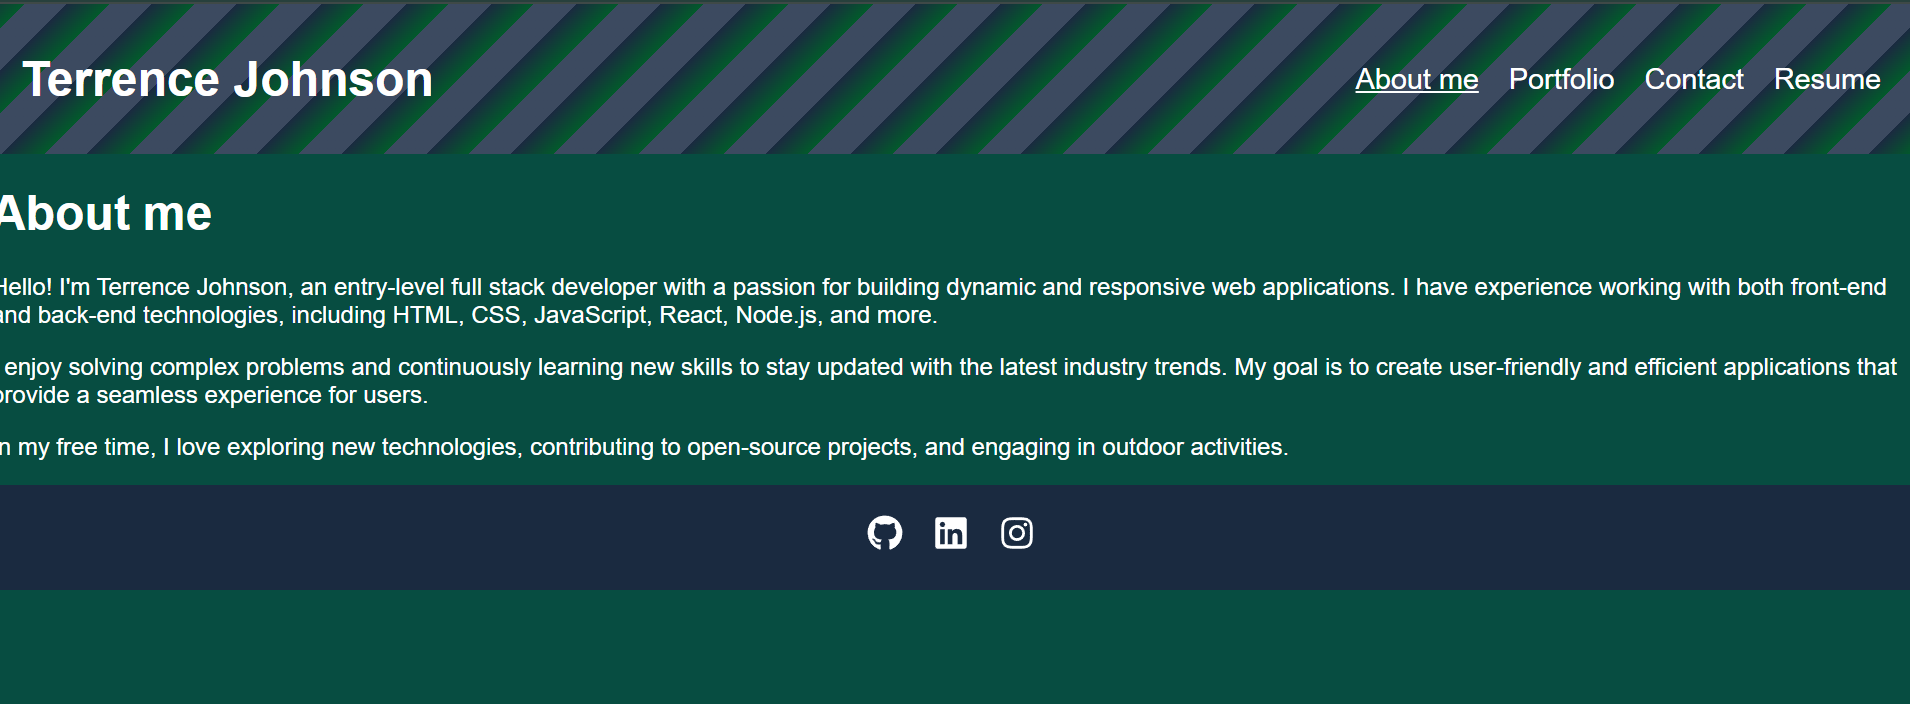 Terrence Johnson
About me Portfolio Contact Resume
About me
Hello! I'm Terrence Johnson, an entry-level full stack developer with a passion for building dynamic and responsive web applications. I have experience working with both front-end
and back-end technologies, including HTML, CSS, JavaScript, React, Node.js, and more.
enjoy solving complex problems and continuously learning new skills to stay updated with the latest industry trends. My goal is to create user-friendly and efficient applications that
provide a seamless experience for users.
n my free time, I love exploring new technologies, contributing to open-source projects, and engaging in outdoor activities.
in